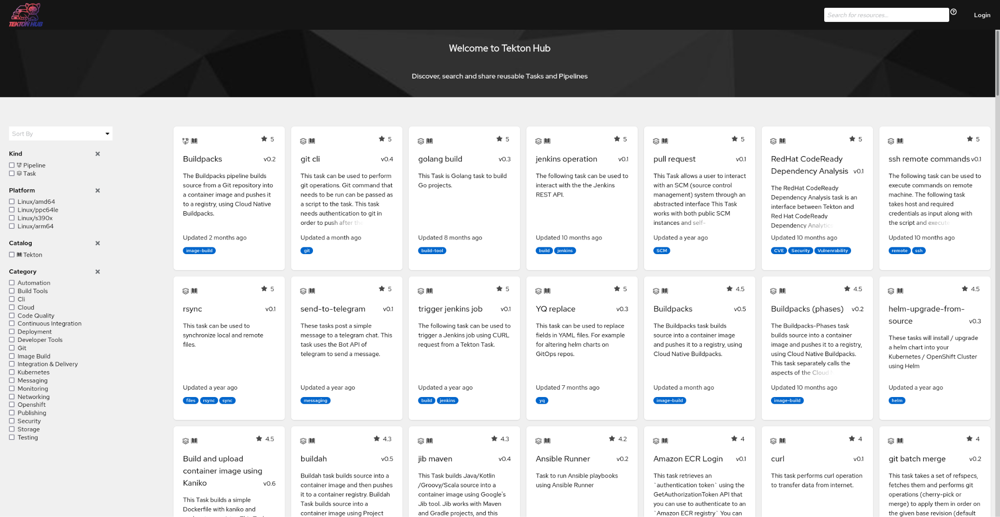 TEKTON HUB
Search for resources...
Login
Welcome to Tekton Hub
Discover, search and share reusable Tasks and Pipelines
Sort By
Kind
Pipeline
Task
Platform
Linux/amd64
Linux/ppc64le
Linux/s390x
Linux/arm64
Catalog
Tekton
Category
Automation
Build Tools
Cli
Cloud
Code Quality
Continuous Integration
Deployment
Developer Tools
Git
Image Build
Integration & Delivery
Kubernetes
Messaging
Monitoring
Networking
Openshift
Publishing
Security
Storage
Testing
5
Buildpacks v0.2
The Buildpacks pipeline builds
source from a Git repository into
a container image and pushes it
to a registry, using Cloud Native
Buildpacks.
Updated 2 months ago
image-build
5
git cli v0.4
This task can be used to perform
git operations. Git command that
needs to be run can be passed as
a script to the task. This task
needs authentication to git in
order to push after the
Updated a month ago
git
5
golang build v0.3
This Task is Golang task to build
Go projects.
Updated 8 months ago
build-tool
5
jenkins operation v0.1
The following task can be used to
interact with the the Jenkins
REST API.
Updated 10 months ago
build jenkins
5
pull request v0.1
This Task allows a user to interact
with an SCM (source control
management) system through an
abstracted interface This Task
works with both public SCM
instances and self-
Updated a year ago
SCM
5
RedHat CodeReady
Dependency Analysis v0.1
The RedHat CodeReady
Dependency Analysis task is an
interface between Tekton and
Red Hat CodeReady
Dependency Analytics
Updated 10 months ago
CVE Security Vulnenrability
5
ssh remote commands v0.1
The following task can be used to
execute commands on remote
machine. The following task
takes host and required
credentials as input along with
the script and execute
Updated 10 months ago
remote ssh
5
rsync v0.1
This task can be used to
synchronize local and remote
files.
Updated a year ago
files rsync sync
5
send-to-telegram v0.1
These tasks post a simple
message to a telegram chat. This
task uses the Bot API of
telegram to send a message.
Updated a year ago
messaging
5
trigger jenkins job v0.1
The following task can be used to
trigger a Jenkins job using CURL
request from a Tekton Task.
Updated a year ago
build jenkins
5
YQ replace v0.3
This task can be used to replace
fields in YAML files. For example
for altering helm charts on
GitOps repos.
Updated 7 months ago
yq
4.5
Buildpacks v0.5
The Buildpacks task builds
source into a container image
and pushes it to a registry, using
Cloud Native Buildpacks.
Updated a month ago
image-build
4.5
Buildpacks (phases) v0.2
The Buildpacks-Phases task
builds source into a container
image and pushes it to a registry,
using Cloud Native Buildpacks.
This task separately calls the
aspects of the Cloud
Updated 10 months ago
image-build
4.5
helm-upgrade-from-
source v0.3
These tasks will install / upgrade
a helm chart into your
Kubernetes / OpenShift Cluster
using Helm
Updated a year ago
helm
4.5
Build and upload
container image using
Kaniko v0.6
This Task builds a simple
Dockerfile with kaniko and
4.3
buildah v0.5
Buildah task builds source into a
container image and then pushes
it to a container registry. Buildah
Task builds source into a
container image using Project
4.3
jib maven v0.4
This Task builds Java/Kotlin
/Groovy/Scala source into a
container image using Google's
Jib tool. Jib works with Maven
and Gradle projects, and this
4.2
Ansible Runner v0.2
Task to run Ansible playbooks
using Ansible Runner
4
Amazon ECR Login v0.1
This task retrieves an
`authentication token` using the
GetAuthorizationToken API that
you can use to authenticate to an
`Amazon ECR registry` You can
4
curl v0.1
This task performs curl operation
to transfer data from internet.
4
git batch merge v0.2
This task takes a set of refspecs,
fetches them and performs git
operations (cherry-pick or
merge) to apply them in order on
the given base revision (default